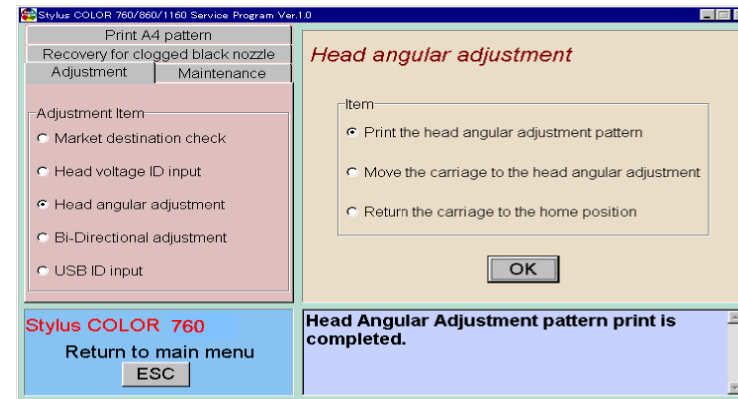 Stylus COLOR 760/860/1160 Service Program Ver.1.0
Print A4 pattern
Recovery for clogged black nozzle
Adjustment
Maintenance
Adjustment Item
Market destination check
Head voltage ID input
Head angular adjustment
Bi-Directional adjustment
USB ID input
Head angular adjustment
Item
Print the head angular adjustment pattern
Move the carriage to the head angular adjustment
Return the carriage to the home position
OK
Stylus COLOR 760
Return to main menu
ESC
Head Angular Adjustment pattern print is
completed.